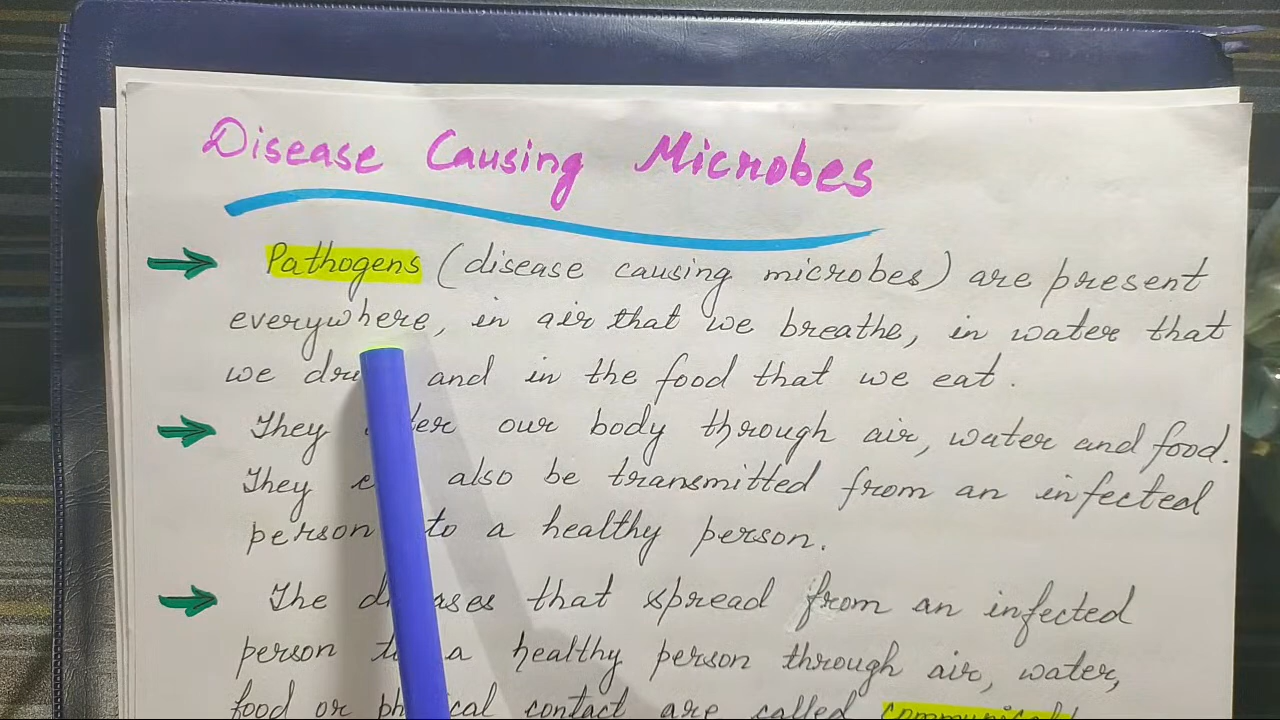 Disease Causing Microbes
Pathogens (disease causing microbes) are present
everywhere, in air that we breathe, in water that
we and in the food that we eat.
They our body through air, water and food.
They also be transmitted from an infected
person to a healthy person.
The that spread from an infected
person a healthy person through air, water,
food or contact are called